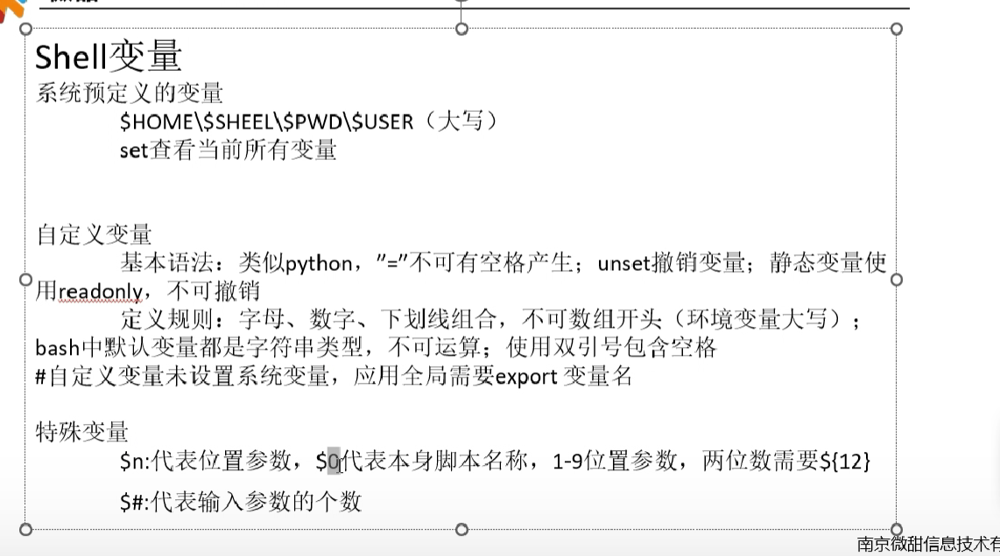 Shell变量
系统预定义的变量
$HOME\$SHEEL\$PWD\$USER（大写）
set查看当前所有变量
自定义变量
基本语法：类似python，”=”不可有空格产生；unset撤销变量；静态变量使
用readonly，不可撤销
定义规则：字母、数字、下划线组合，不可数组开头（环境变量大写）；
bash中默认变量都是字符串类型，不可运算；使用双引号包含空格
#自定义变量未设置系统变量，应用全局需要export 变量名
特殊变量
$n:代表位置参数，$0代表本身脚本名称，1-9位置参数，两位数需要${12}
$#:代表输入参数的个数
南京微甜信息技术有